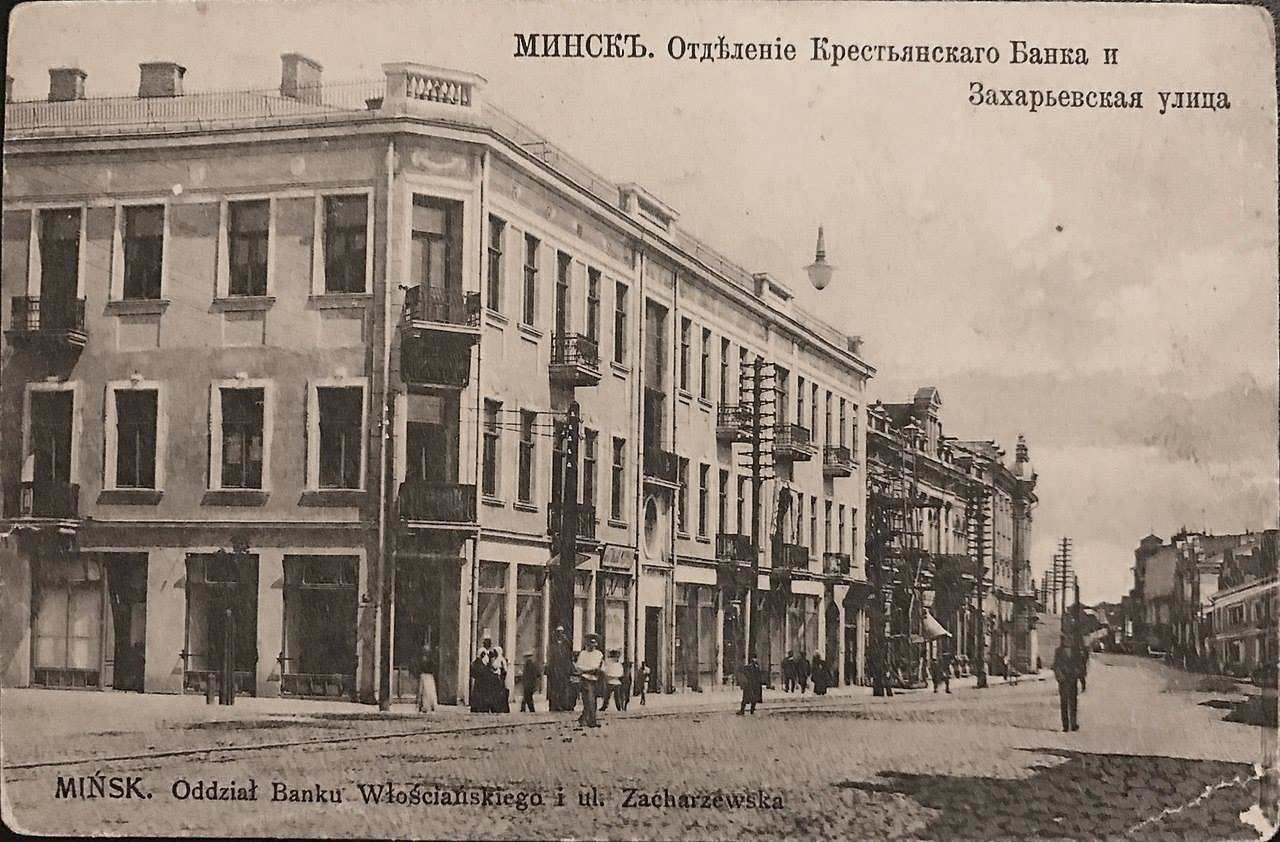 МИНСКЪ. Отдѣленіе Крестьянскаго Банка и
Захарьевская улица
MIŃSK. Oddział Banku Włościańskiego i ul. Zacharzewska